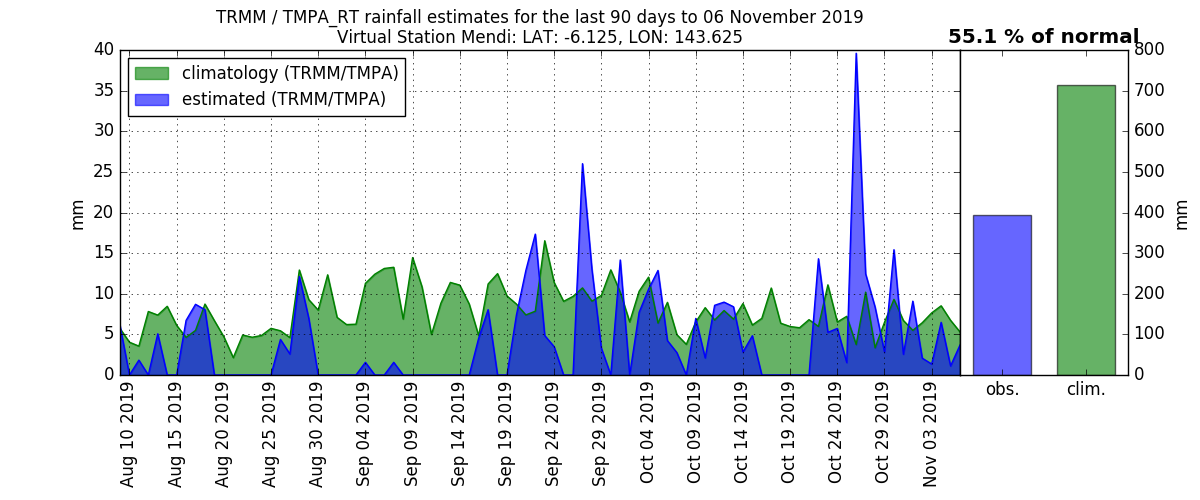 TRMM / TMPA_RT rainfall estimates for the last 90 days to 06 November 2019
Virtual Station Mendi: LAT: -6.125, LON: 143.625
55.1 % of normal
climatology (TRMM/TMPA)
estimated (TRMM/TMPA)
40
35
30
25
20
15
10
5
0
mm
800
700
600
500
400
300
200
100
0
mm
Aug 10 2019
Aug 15 2019
Aug 20 2019
Aug 25 2019
Aug 30 2019
Sep 04 2019
Sep 09 2019
Sep 14 2019
Sep 19 2019
Sep 24 2019
Sep 29 2019
Oct 04 2019
Oct 09 2019
Oct 14 2019
Oct 19 2019
Oct 24 2019
Oct 29 2019
Nov 03 2019
obs.
clim.